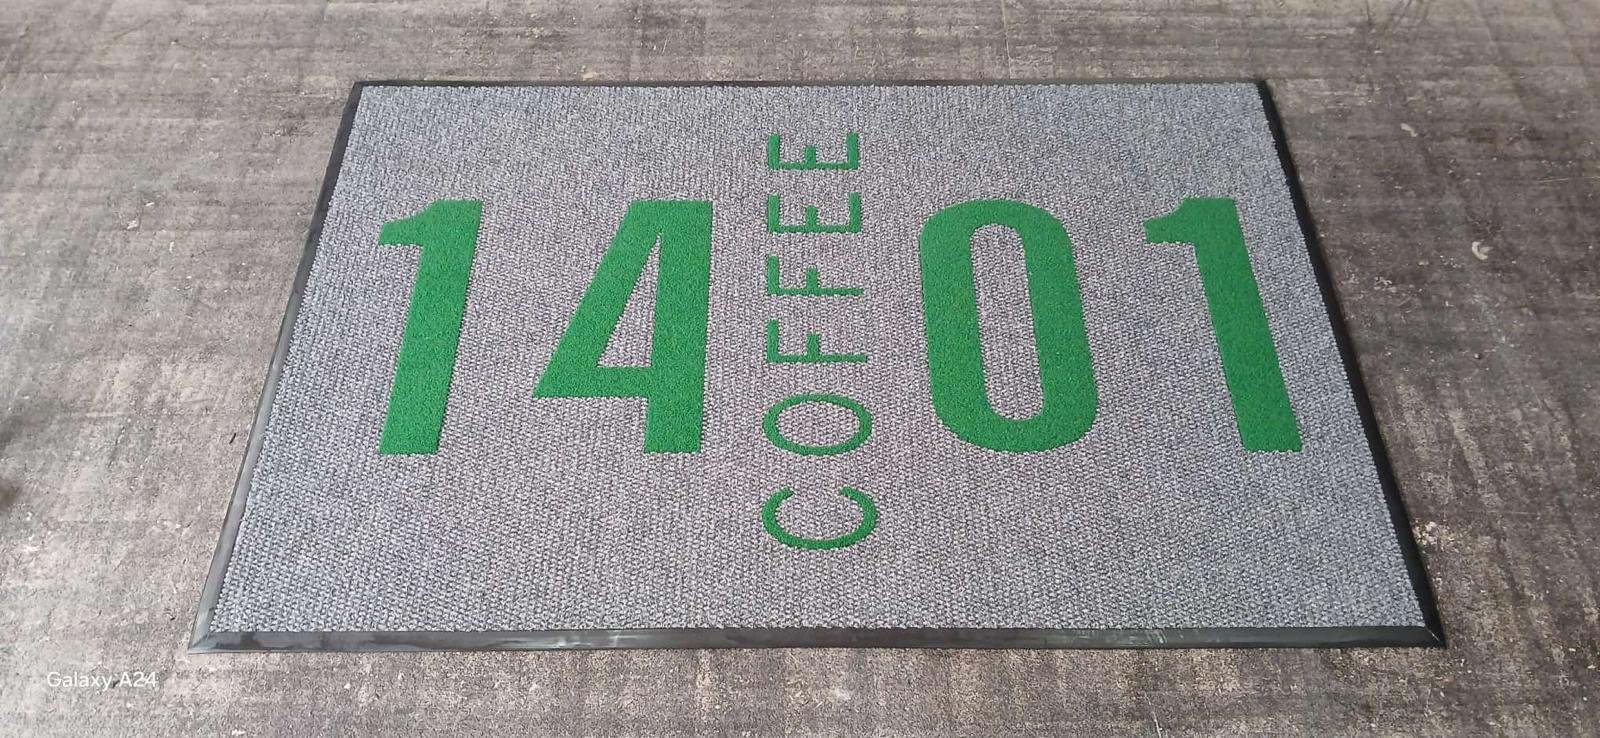 14 COFFEE 01
Galaxy A24